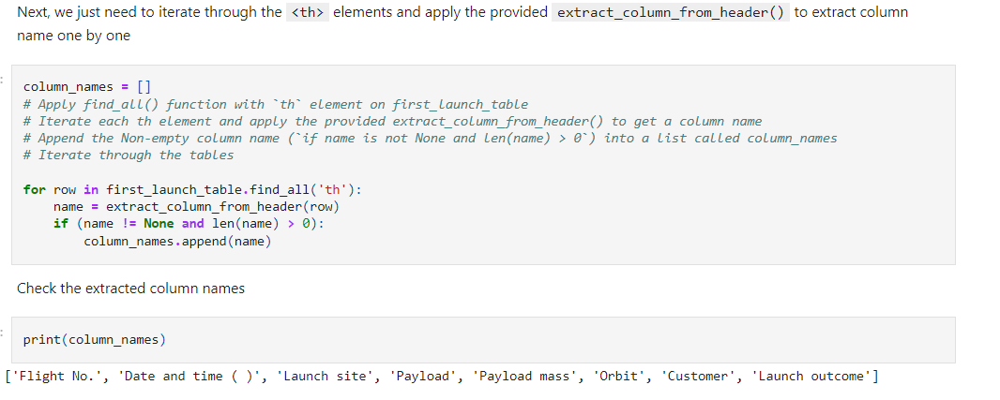 Next, we just need to iterate through the <th> elements and apply the provided extract_column_from_header() to extract column
name one by one
:
column_names = []
# Apply find_all() function with `th` element on first_launch_table
# Iterate each th element and apply the provided extract_column_from_header() to get a column name
# Append the Non-empty column name (`if name is not None and len(name) > 0`) into a list called column_names
# Iterate through the tables
for row in first_launch_table.find_all('th'):
    name = extract_column_from_header(row)
    if (name != None and len(name) > 0):
        column_names.append(name)
Check the extracted column names
:
print(column_names)
['Flight No.', 'Date and time ( )', 'Launch site', 'Payload', 'Payload mass', 'Orbit', 'Customer', 'Launch outcome']